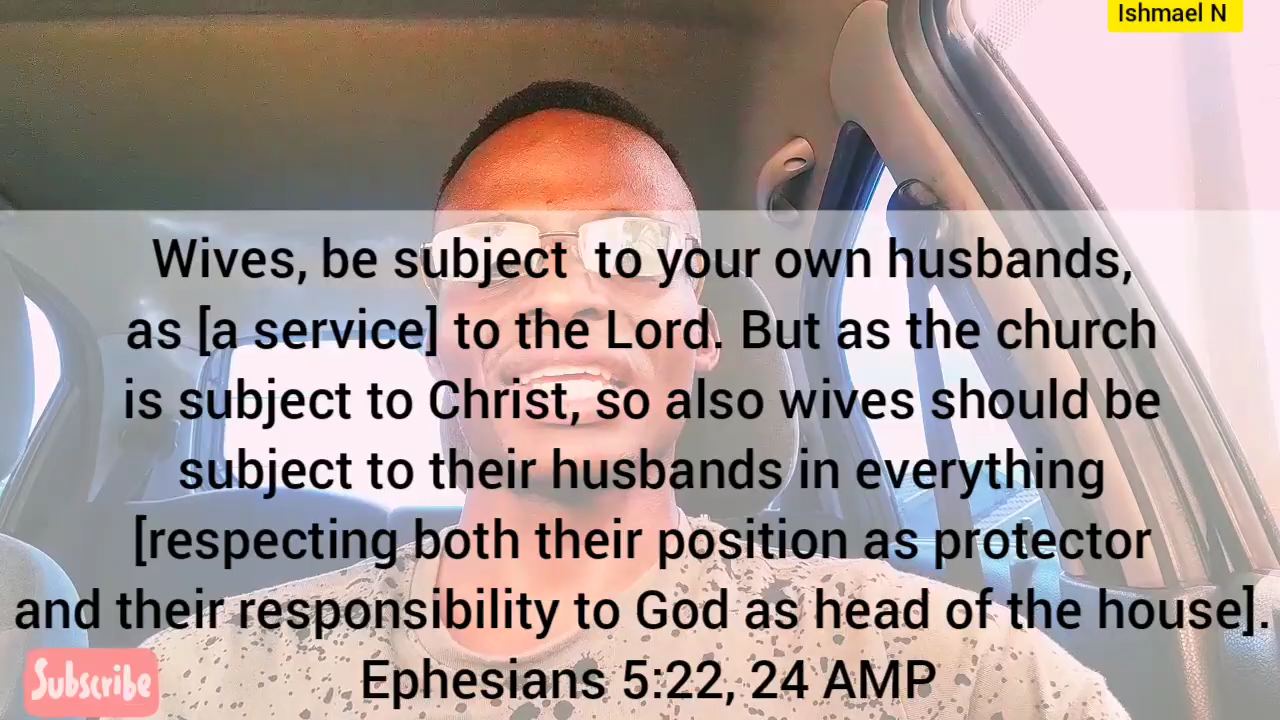 Ishmael N
Wives, be subject  to your own husbands,
as [a service] to the Lord. But as the church
is subject to Christ, so also wives should be
subject to their husbands in everything
[respecting both their position as protector
and their responsibility to God as head of the house].
Ephesians 5:22, 24 AMP
Subscribe